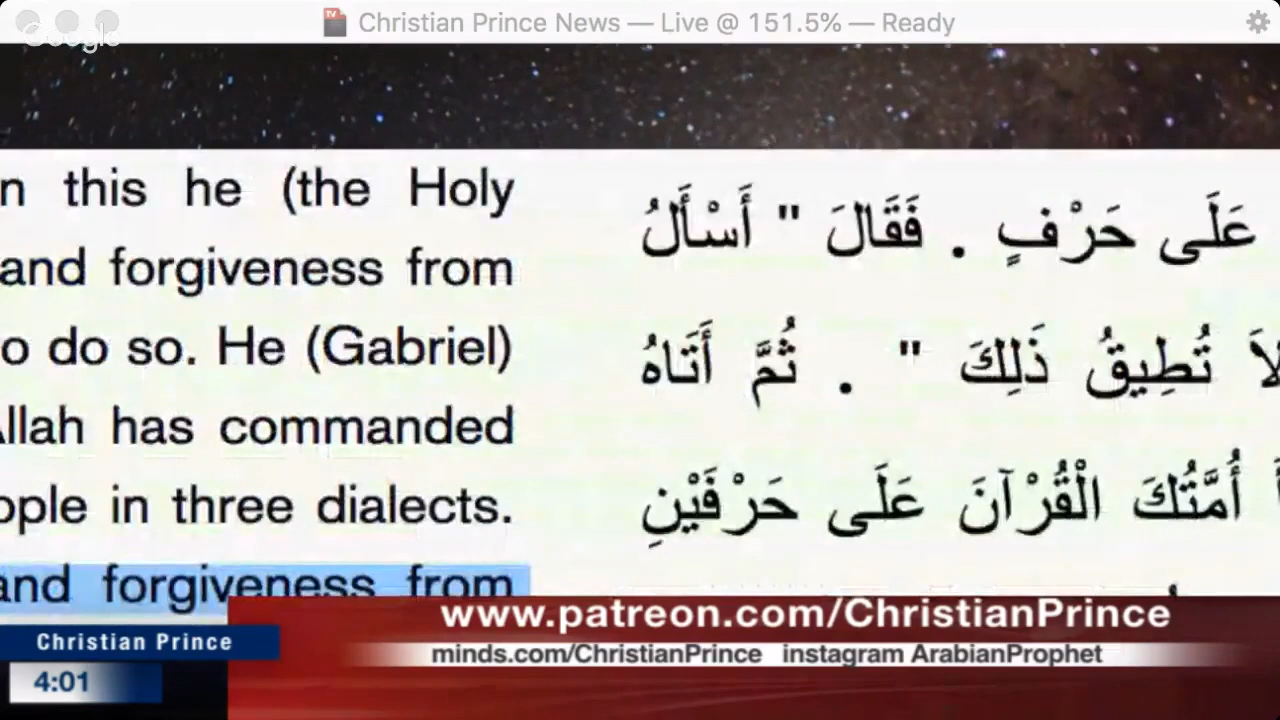 Christian Prince News — Live @ 151.5% — Ready
Google
n this he (the Holy
and forgiveness from
o do so. He (Gabriel)
Allah has commanded
ople in three dialects.
and forgiveness from
عَلَى حَرْفٍ . فَقَالَ " أَسْأَلُ
لاَ تُطِيقُ ذَلِكَ " . ثُمَّ أَتَاهُ
أُمَّتُكَ الْقُرْآنَ عَلَى حَرْفَيْنِ
www.patreon.com/ChristianPrince
minds.com/ChristianPrince instagram ArabianProphet
Christian Prince
4:01